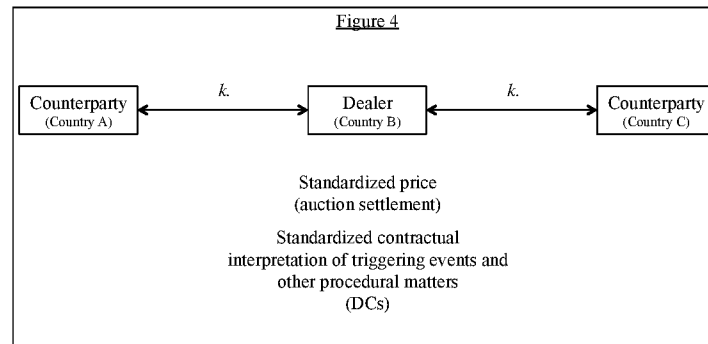 Figure 4
k.
k.
Counterparty
(Country A)
Dealer
(Country B)
Counterparty
(Country C)
Standardized price
(auction settlement)
Standardized contractual
interpretation of triggering events and
other procedural matters
(DCs)